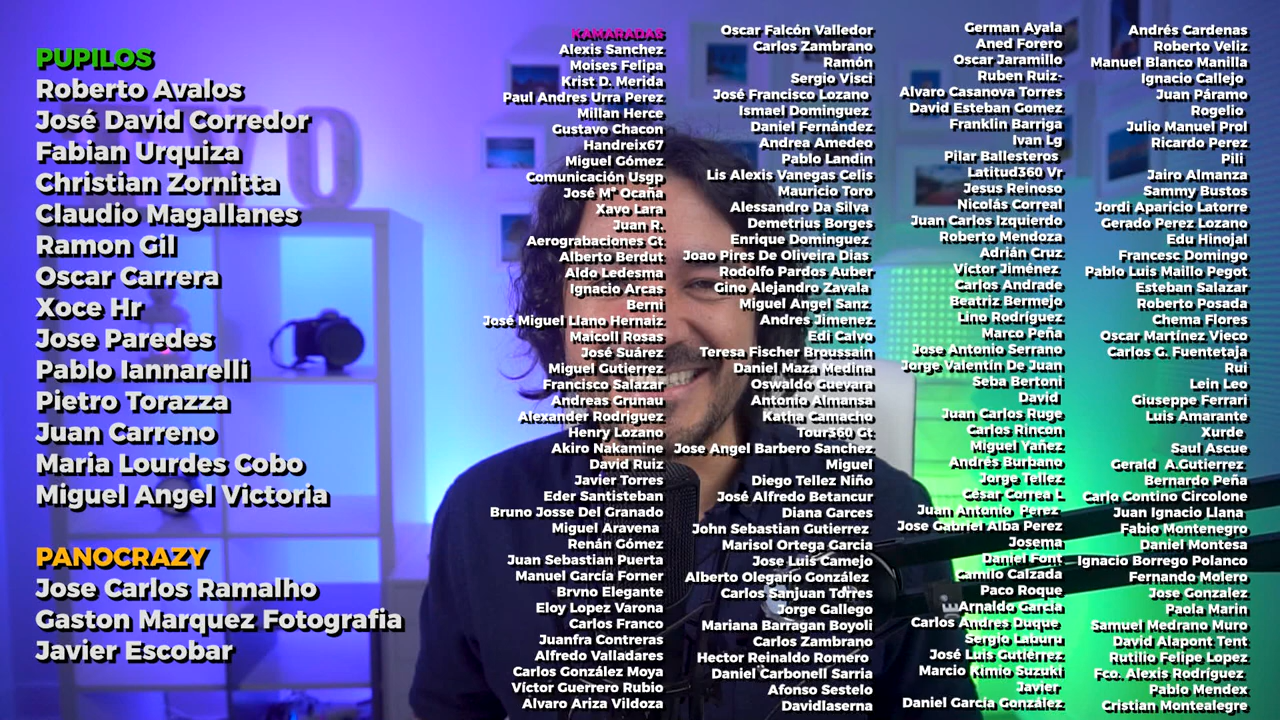 PUPILOS
Roberto Avalos
José David Corredor
Fabian Urquiza
Christian Zornitta
Claudio Magallanes
Ramon Gil
Oscar Carrera
Xoce Hr
Jose Paredes
Pablo Iannarelli
Pietro Torazza
Juan Carreno
Maria Lourdes Cobo
Miguel Angel Victoria
PANOCRAZY
Jose Carlos Ramalho
Gaston Marquez Fotografia
Javier Escobar
KAMARADAS
Alexis Sanchez
Moises Felipa
Krist D. Merida
Paul Andres Urra Perez
Millan Herce
Gustavo Chacon
Handreix67
Miguel Gómez
Comunicación Usgp
José Mª Ocaña
Xavo Lara
Juan R.
Aerograbaciones Gt
Alberto Berdut
Aldo Ledesma
Ignacio Arcas
Berni
José Miguel Llano Hernaiz
Maicoll Rosas
José Suárez
Miguel Gutierrez
Francisco Salazar
Andreas Grunau
Alexander Rodriguez
Henry Lozano
Akiro Nakamine
David Ruiz
Javier Torres
Eder Santisteban
Bruno Josse Del Granado
Miguel Aravena
Renán Gómez
Juan Sebastian Puerta
Manuel García Forner
Brvno Elegante
Eloy Lopez Varona
Carlos Franco
Juanfra Contreras
Alfredo Valladares
Carlos González Moya
Víctor Guerrero Rubio
Alvaro Ariza Vildoza
Oscar Falcón Valledor
Carlos Zambrano
Ramón
Sergio Visci
José Francisco Lozano
Ismael Dominguez
Daniel Fernández
Andrea Amedeo
Pablo Landin
Lis Alexis Vanegas Celis
Mauricio Toro
Alessandro Da Silva
Demetrius Borges
Enrique Dominguez
Joao Pires De Oliveira Dias
Rodolfo Pardos Auber
Gino Alejandro Zavala
Miguel Angel Sanz
Andres Jimenez
Edi Calvo
Teresa Fischer Broussain
Daniel Maza Medina
Oswaldo Guevara
Antonio Almansa
Katha Camacho
Tour360 Gt
Jose Angel Barbero Sanchez
Miguel
Diego Tellez Niño
José Alfredo Betancur
Diana Garces
John Sebastian Gutierrez
Marisol Ortega Garcia
Jose Luis Camejo
Alberto Olegario González
Carlos Sanjuan Torres
Jorge Gallego
Mariana Barragan Boyoli
Carlos Zambrano
Hector Reinaldo Romero
Daniel Carbonell Sarria
Afonso Sestelo
Davidlaserna
German Ayala
Aned Forero
Oscar Jaramillo
Ruben Ruiz-
Alvaro Casanova Torres
David Esteban Gomez
Franklin Barriga
Ivan Lg
Pilar Ballesteros
Latitud360 Vr
Jesus Reinoso
Nicolás Correal
Juan Carlos Izquierdo
Roberto Mendoza
Adrián Cruz
Víctor Jiménez
Carlos Andrade
Beatriz Bermejo
Lino Rodríguez
Marco Peña
Jose Antonio Serrano
Jorge Valentín De Juan
Seba Bertoni
David
Juan Carlos Ruge
Carlos Rincon
Miguel Yañez
Andrés Burbano
Jorge Tellez
César Correa L
Juan Antonio Perez
Jose Gabriel Alba Perez
Josema
Daniel Font
Camilo Calzada
Paco Roque
Arnaldo García
Carlos Andres Duque
Sergio Laburu
José Luis Gutiérrez
Marcio Kimio Suzuki
Javier
Daniel García González
Andrés Cardenas
Roberto Veliz
Manuel Blanco Manilla
Ignacio Callejo
Juan Páramo
Rogelio
Julio Manuel Prol
Ricardo Perez
Pili
Jairo Almanza
Sammy Bustos
Jordi Aparicio Latorre
Gerado Perez Lozano
Edu Hinojal
Francesc Domingo
Pablo Luis Maillo Pegot
Esteban Salazar
Roberto Posada
Chema Flores
Oscar Martínez Vieco
Carlos G. Fuentetaja
Rui
Lein Leo
Giuseppe Ferrari
Luis Amarante
Xurde
Saul Ascue
Gerald A.Gutierrez
Bernardo Peña
Carlo Contino Circolone
Juan Ignacio Llana
Fabio Montenegro
Daniel Montesa
Ignacio Borrego Polanco
Fernando Molero
Jose Gonzalez
Paola Marin
Samuel Medrano Muro
David Alapont Tent
Rutilio Felipe Lopez
Fco. Alexis Rodriguez
Pablo Mendex
Cristian Montealegre